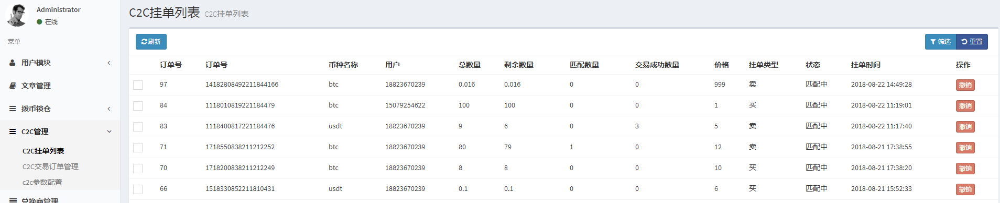 Administrator
在线
菜单
用户模块
文章管理
拨币锁仓
C2C管理
C2C挂单列表
C2C交易订单管理
c2c参数配置
兑换商管理
C2C挂单列表 C2C挂单列表
刷新 筛选 重置
订单号 订单号 币种名称 用户 总数量 剩余数量 匹配数量 交易成功数量 价格 挂单类型 状态 挂单时间 操作
97 14182808492211844166 btc 18823670239 0.016 0.016 0 0 999 卖 匹配中 2018-08-22 14:49:28 撤销
84 1118010819221184479 btc 15079254622 100 100 0 0 1 买 匹配中 2018-08-22 11:19:01 撤销
83 1118400817221184476 usdt 18823670239 9 6 0 3 5 卖 匹配中 2018-08-22 11:17:40 撤销
71 1718550838211212252 btc 18823670239 80 79 1 0 12 卖 匹配中 2018-08-21 17:38:55 撤销
70 1718200838211212249 btc 18823670239 8 8 0 0 10 买 匹配中 2018-08-21 17:38:20 撤销
66 1518330852211810431 usdt 18823670239 0.1 0.1 0 0 6 买 匹配中 2018-08-21 15:52:33 撤销